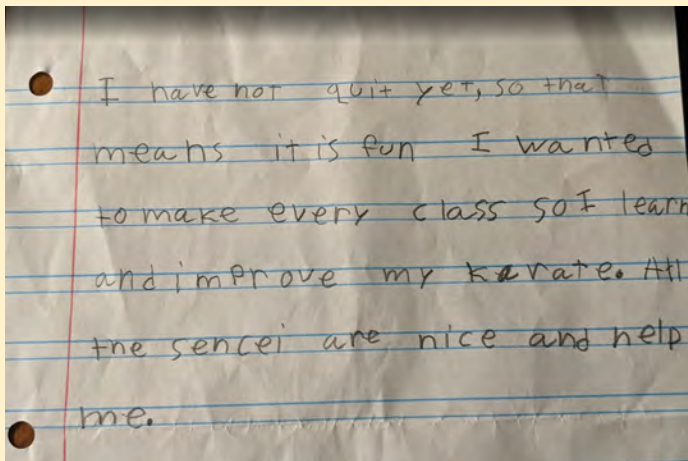 I have not quit yet, so that
means it is fun I wanted
to make every class so I learn
and improve my karate. All
the sencei are nice and help
me.